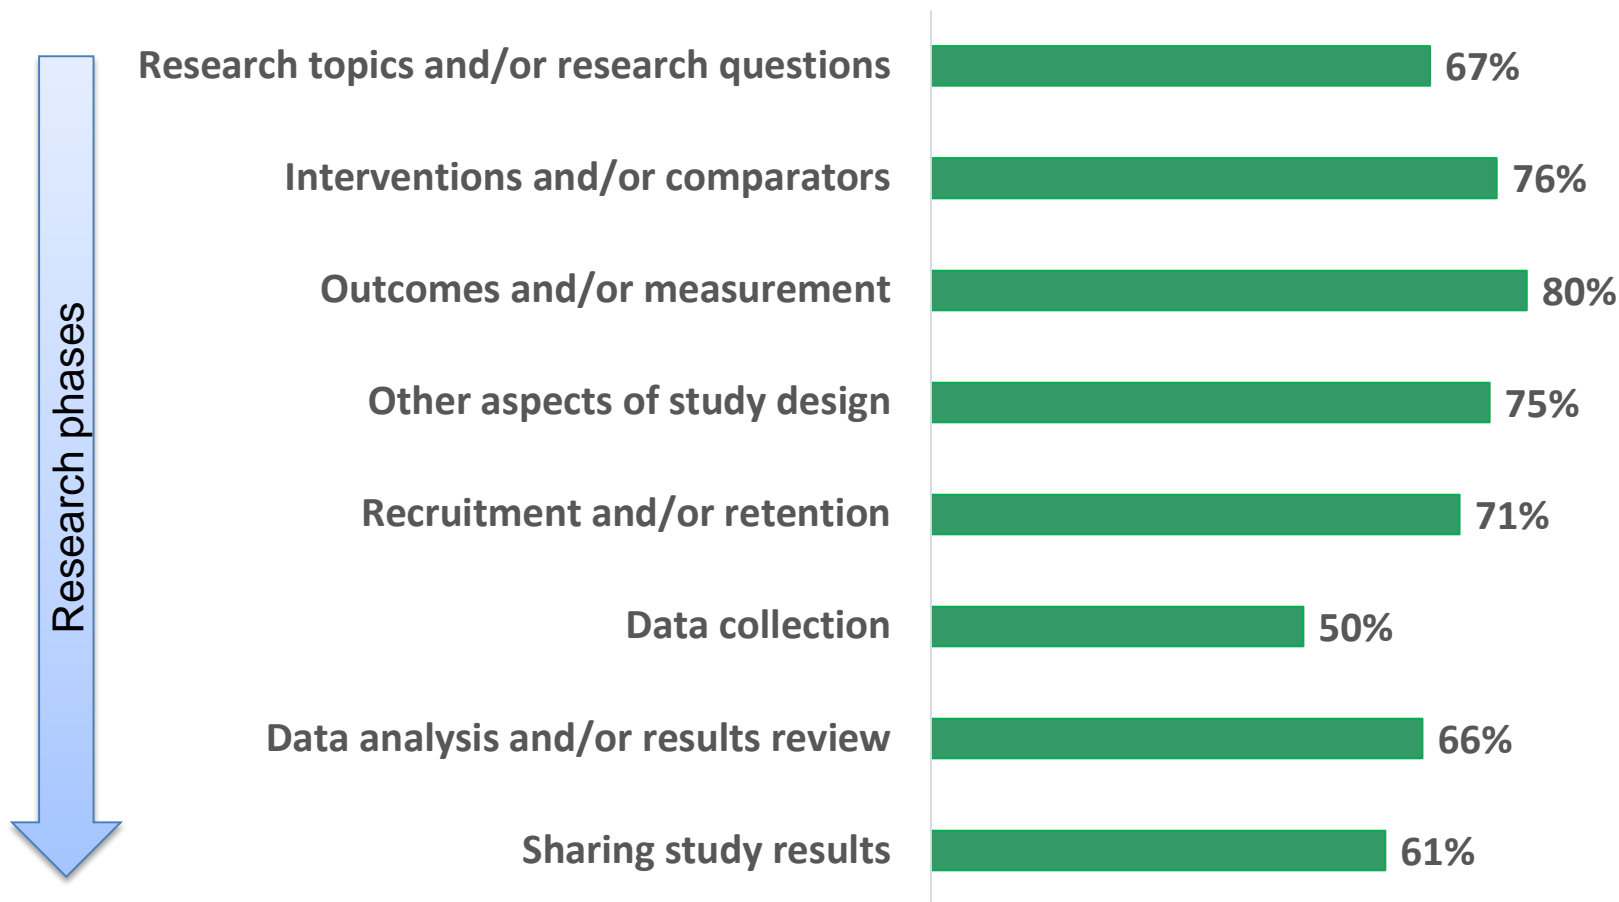 Research phases
Research topics and/or research questions 67%
Interventions and/or comparators 76%
Outcomes and/or measurement 80%
Other aspects of study design 75%
Recruitment and/or retention 71%
Data collection 50%
Data analysis and/or results review 66%
Sharing study results 61%